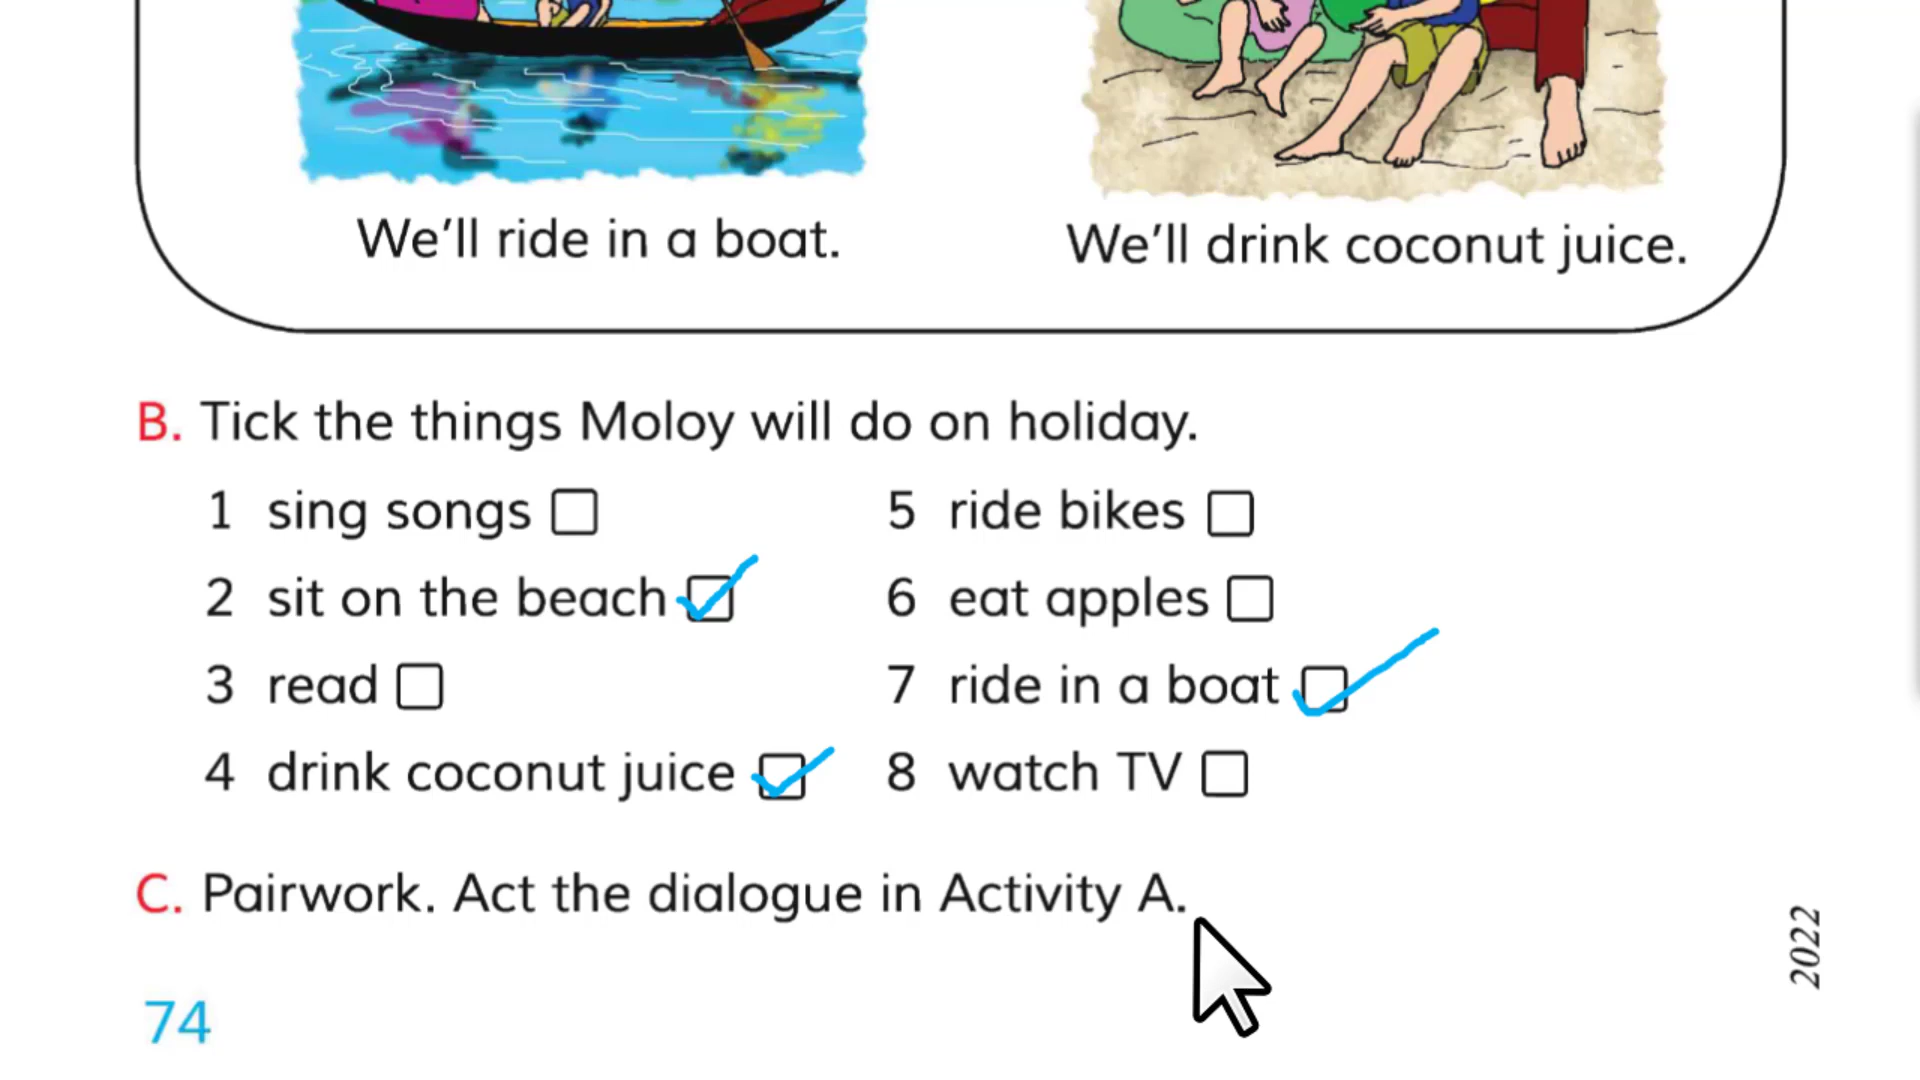 We'll ride in a boat.
We'll drink coconut juice.
B. Tick the things Moloy will do on holiday.
1 sing songs
2 sit on the beach
3 read
4 drink coconut juice
5 ride bikes
6 eat apples
7 ride in a boat
8 watch TV
C. Pairwork. Act the dialogue in Activity A.
74
2022